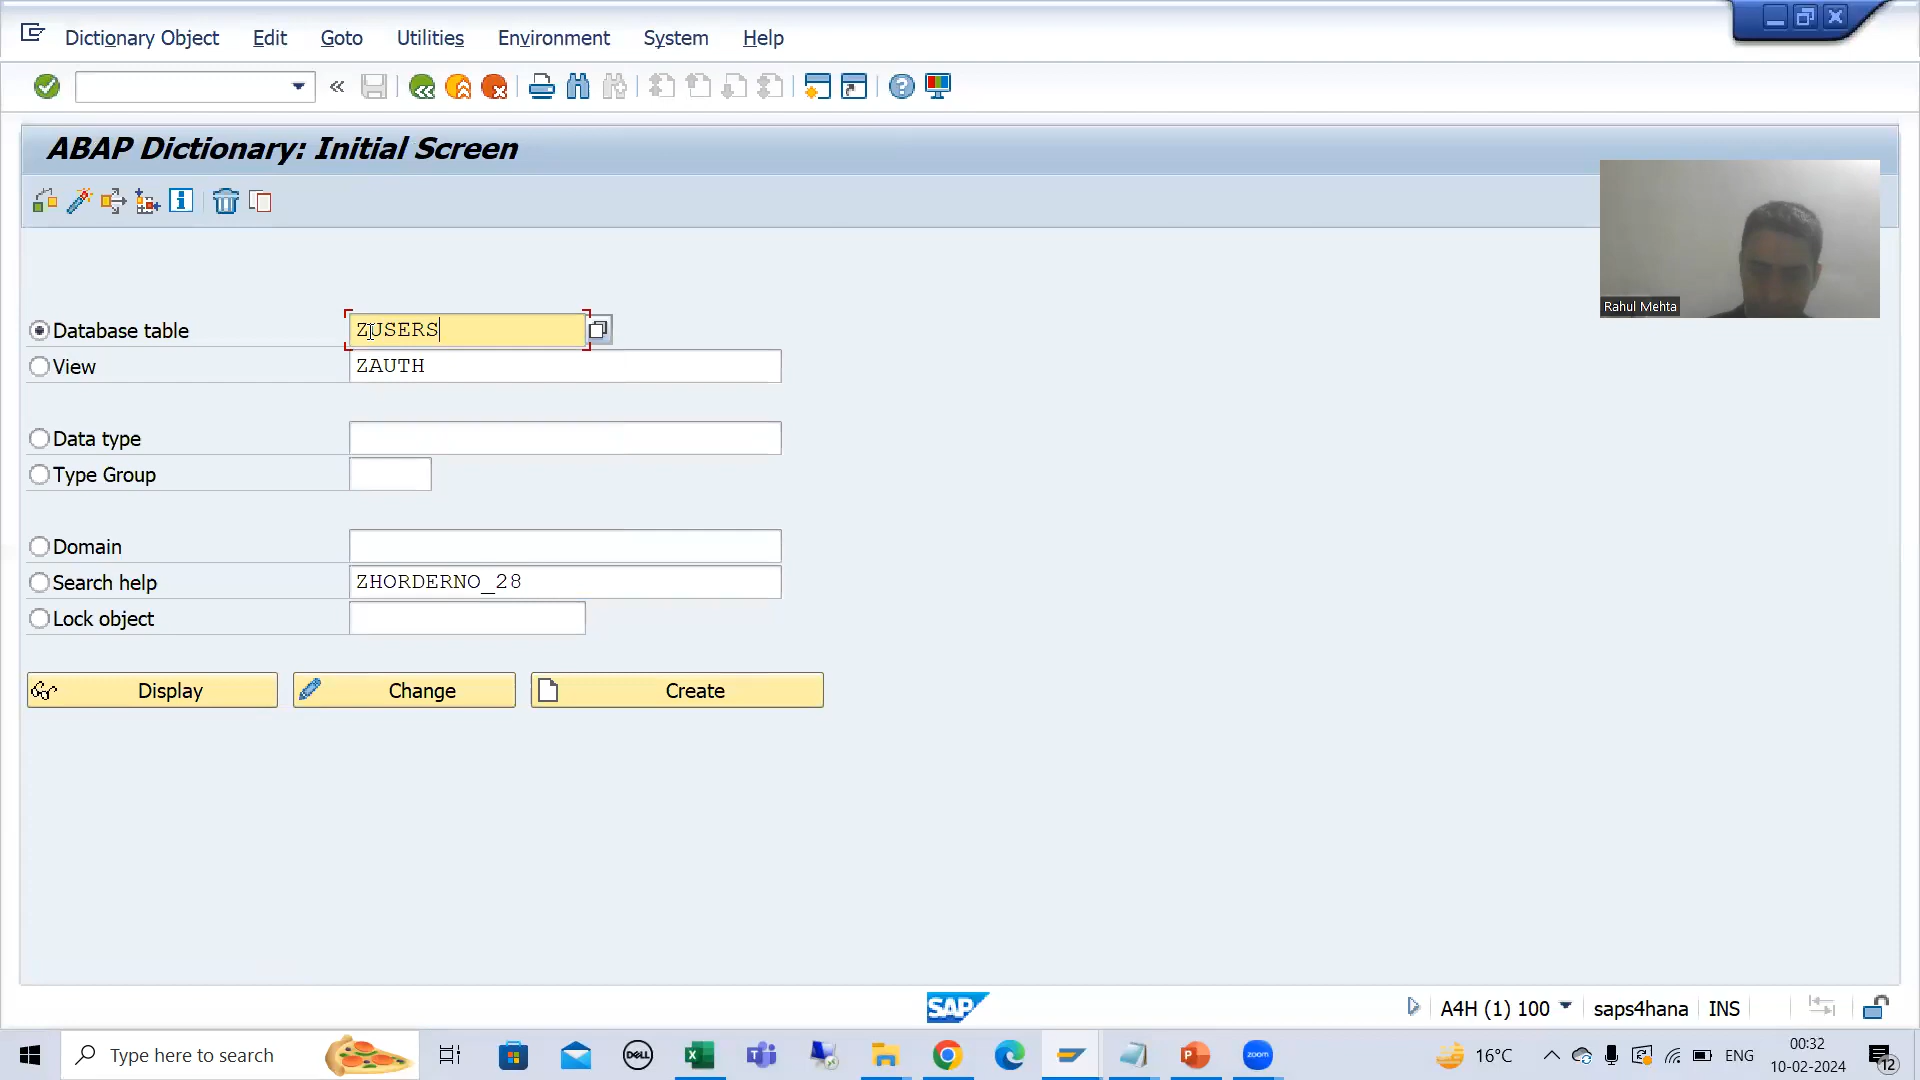 Dictionary Object Edit Goto Utilities Environment System Help
ABAP Dictionary: Initial Screen
Rahul Mehta
Database table ZUSERS
View ZAUTH
Data type
Type Group
Domain
Search help ZHORDERNO_28
Lock object
Display Change Create
SAP A4H (1) 100 saps4hana INS
Type here to search DELL zoom 16°C ENG 00:32
10-02-2024 12